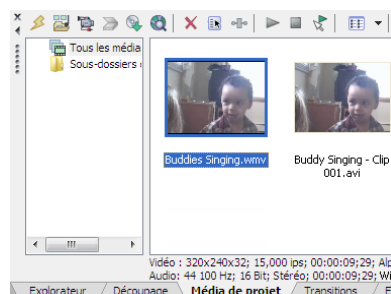 Tous les média
Sous-dossiers
Buddies Singing.wmv
Buddy Singing - Clip
001.avi
Vidéo : 320x240x32; 15,000 ips; 00:00:09;29; Alp
Audio: 44 100 Hz; 16 Bit; Stéréo; 00:00:09;29; Wi
Explorateur
Découpage
Média de projet
Transitions